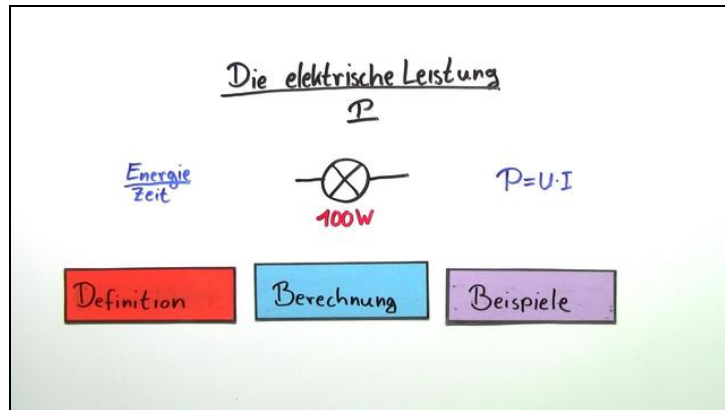 Die elektrische Leistung
P
Energie
Zeit
100W
P=U·I
Definition
Berechnung
Beispiele